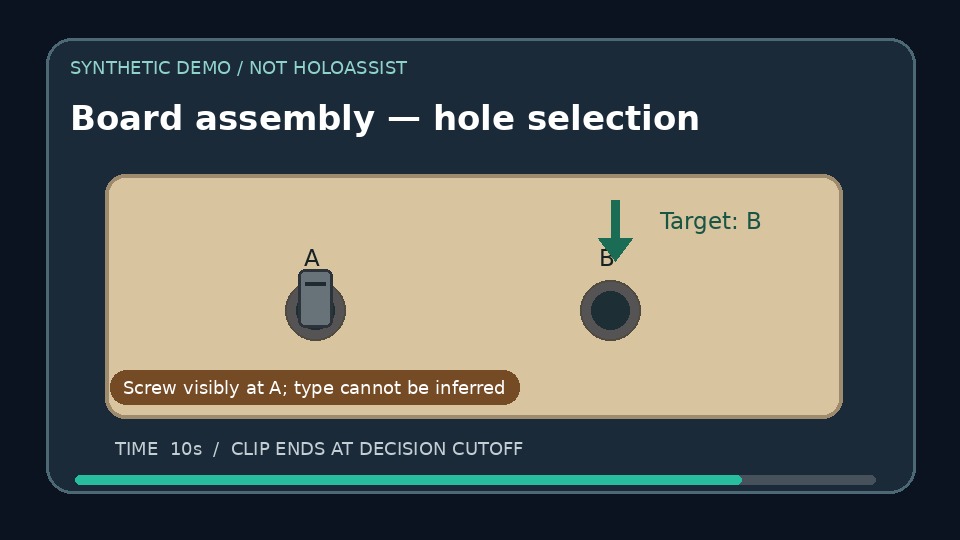 SYNTHETIC DEMO / NOT HOLOASSIST
Board assembly — hole selection
Target: B
A
B
Screw visibly at A; type cannot be inferred
TIME 10s / CLIP ENDS AT DECISION CUTOFF